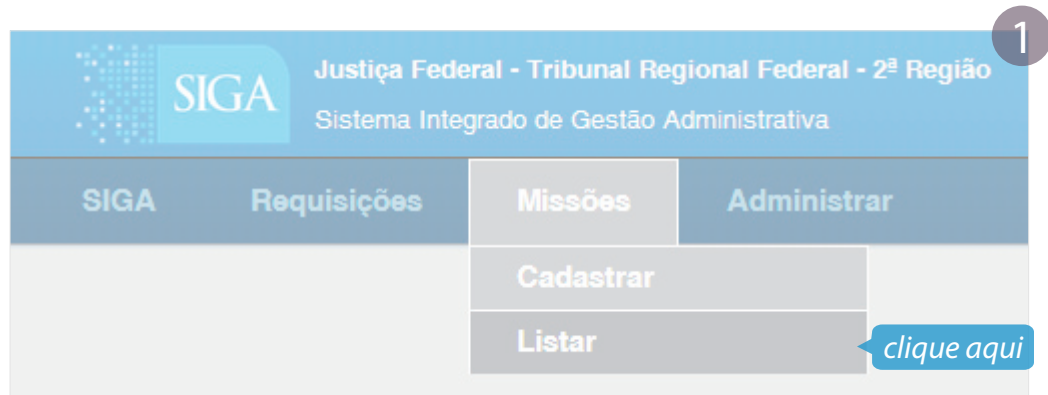 1
SIGA
Justiça Federal - Tribunal Regional Federal - 2ª Região
Sistema Integrado de Gestão Administrativa
SIGA Requisições Missões Administrar
Cadastrar
Listar
clique aqui